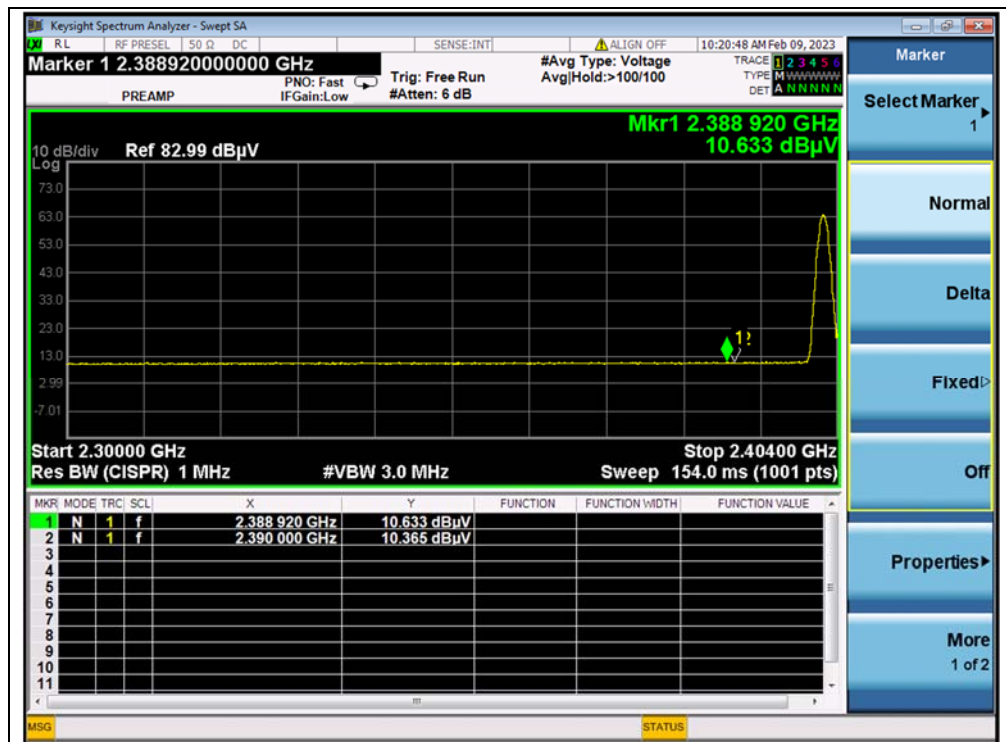 Keysight Spectrum Analyzer - Swept SA
LXI RL RF PRESEL 50 Ω DC SENSE:INT ALIGN OFF 10:20:48 AM Feb 09, 2023
Marker 1 2.388920000000 GHz
PREAMP
PNO: Fast
IFGain:Low
Trig: Free Run
#Atten: 6 dB
#Avg Type: Voltage
Avg|Hold:>100/100
TRACE 1 2 3 4 5 6
TYPE M WWWWW
DET A N N N N N
Mkr1 2.388 920 GHz
10.633 dBµV
10 dB/div Ref 82.99 dBµV
Log
73.0
63.0
53.0
43.0
33.0
23.0
13.0
2.99
-7.01
1
Start 2.30000 GHz Stop 2.40400 GHz
Res BW (CISPR) 1 MHz #VBW 3.0 MHz Sweep 154.0 ms (1001 pts)
MKR MODE TRC SCL X Y FUNCTION FUNCTION WIDTH FUNCTION VALUE
1 N 1 f 2.388 920 GHz 10.633 dBµV
2 N 1 f 2.390 000 GHz 10.365 dBµV
3
4
5
6
7
8
9
10
11
MSG STATUS
Marker
Select Marker
1
Normal
Delta
Fixed
Off
Properties
More
1 of 2